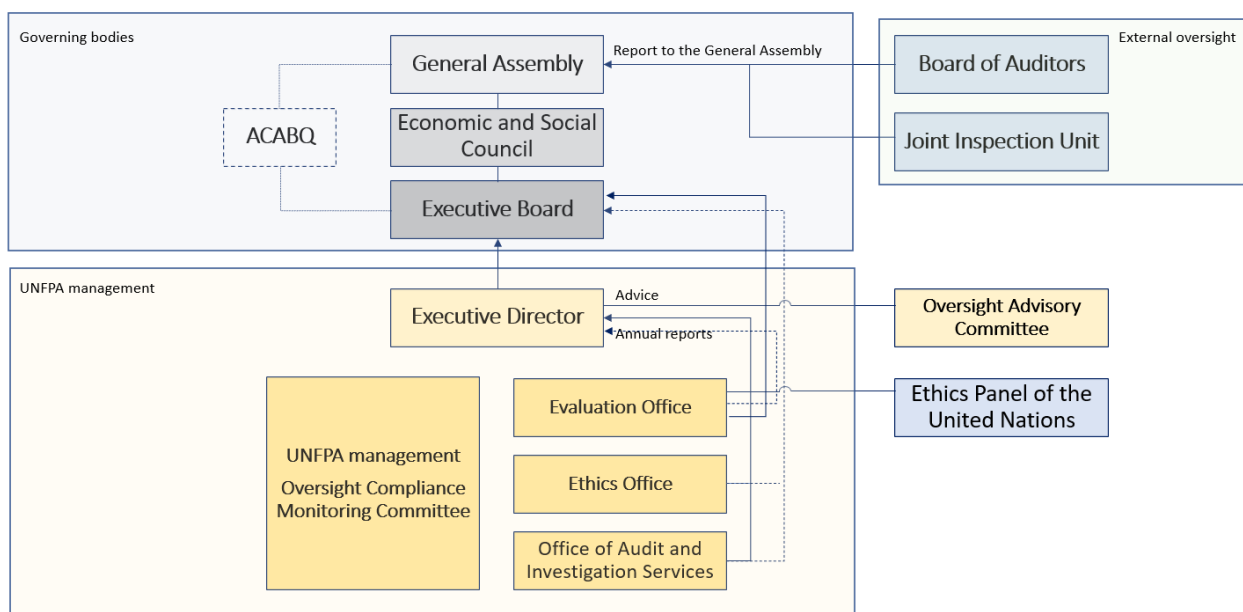 Governing bodies
General Assembly
Report to the General Assembly
External oversight
Board of Auditors
ACABQ
Economic and Social
Council
Joint Inspection Unit
Executive Board
UNFPA management
Executive Director
Advice
Annual reports
Oversight Advisory
Committee
Evaluation Office
Ethics Panel of the
United Nations
UNFPA management
Oversight Compliance
Monitoring Committee
Ethics Office
Office of Audit and
Investigation Services